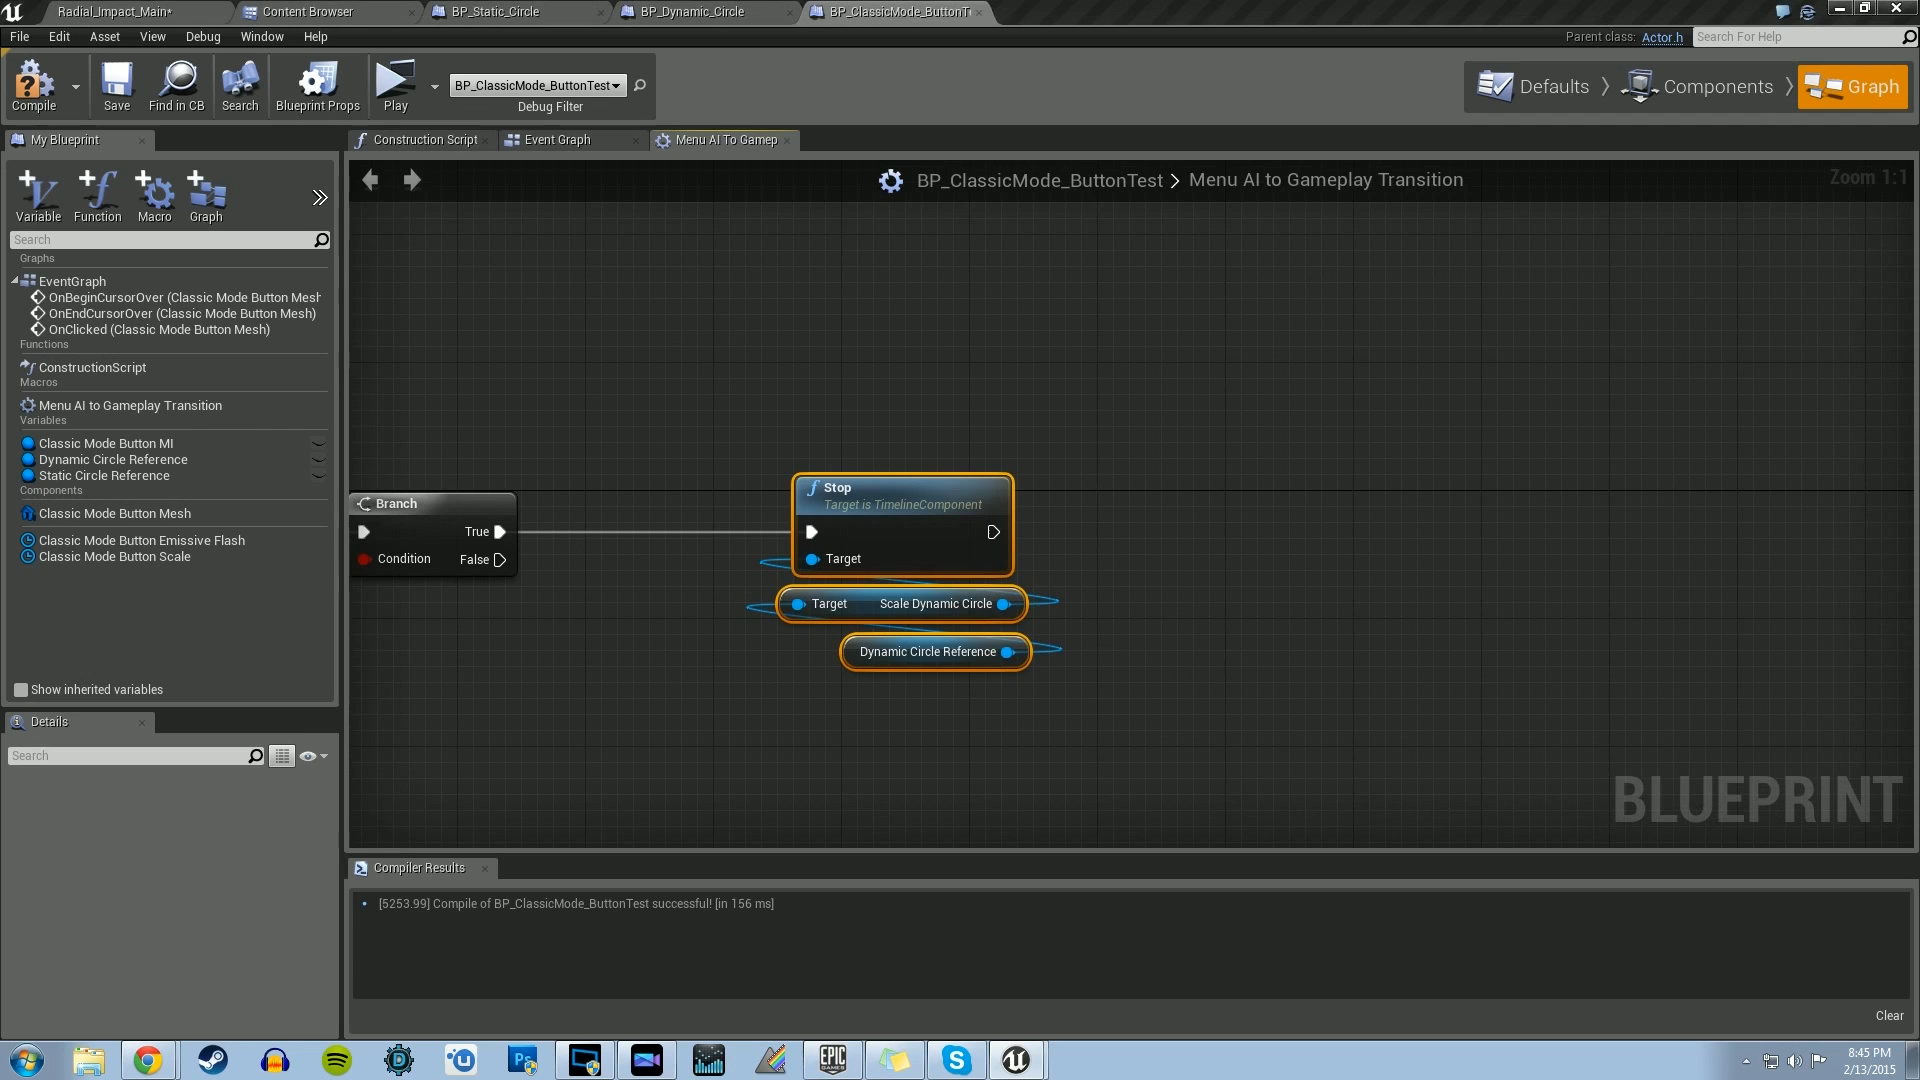 Radial_Impact_Main*
Content Browser
BP_Static_Circle
BP_Dynamic_Circle
BP_ClassicMode_ButtonT
File Edit Asset View Debug Window Help
Parent class: Actor.h
Search For Help
Compile
Save
Find in CB
Search
Blueprint Props
Play
BP_ClassicMode_ButtonTest
Debug Filter
Defaults
Components
Graph
My Blueprint
Variable
Function
Macro
Graph
Search
Graphs
EventGraph
OnBeginCursorOver (Classic Mode Button Mesh
OnEndCursorOver (Classic Mode Button Mesh)
OnClicked (Classic Mode Button Mesh)
Functions
ConstructionScript
Macros
Menu AI to Gameplay Transition
Variables
Classic Mode Button MI
Dynamic Circle Reference
Static Circle Reference
Components
Classic Mode Button Mesh
Classic Mode Button Emissive Flash
Classic Mode Button Scale
Show inherited variables
Details
Search
Construction Script
Event Graph
Menu AI To Gamep
BP_ClassicMode_ButtonTest > Menu AI to Gameplay Transition
Zoom 1:1
Branch
True
Condition
False
f Stop
Target is TimelineComponent
Target
Target Scale Dynamic Circle
Dynamic Circle Reference
BLUEPRINT
Compiler Results
• [5253.99] Compile of BP_ClassicMode_ButtonTest successful! [in 156 ms]
Clear
Ps
EPIC
GAMES
8:45 PM
2/13/2015